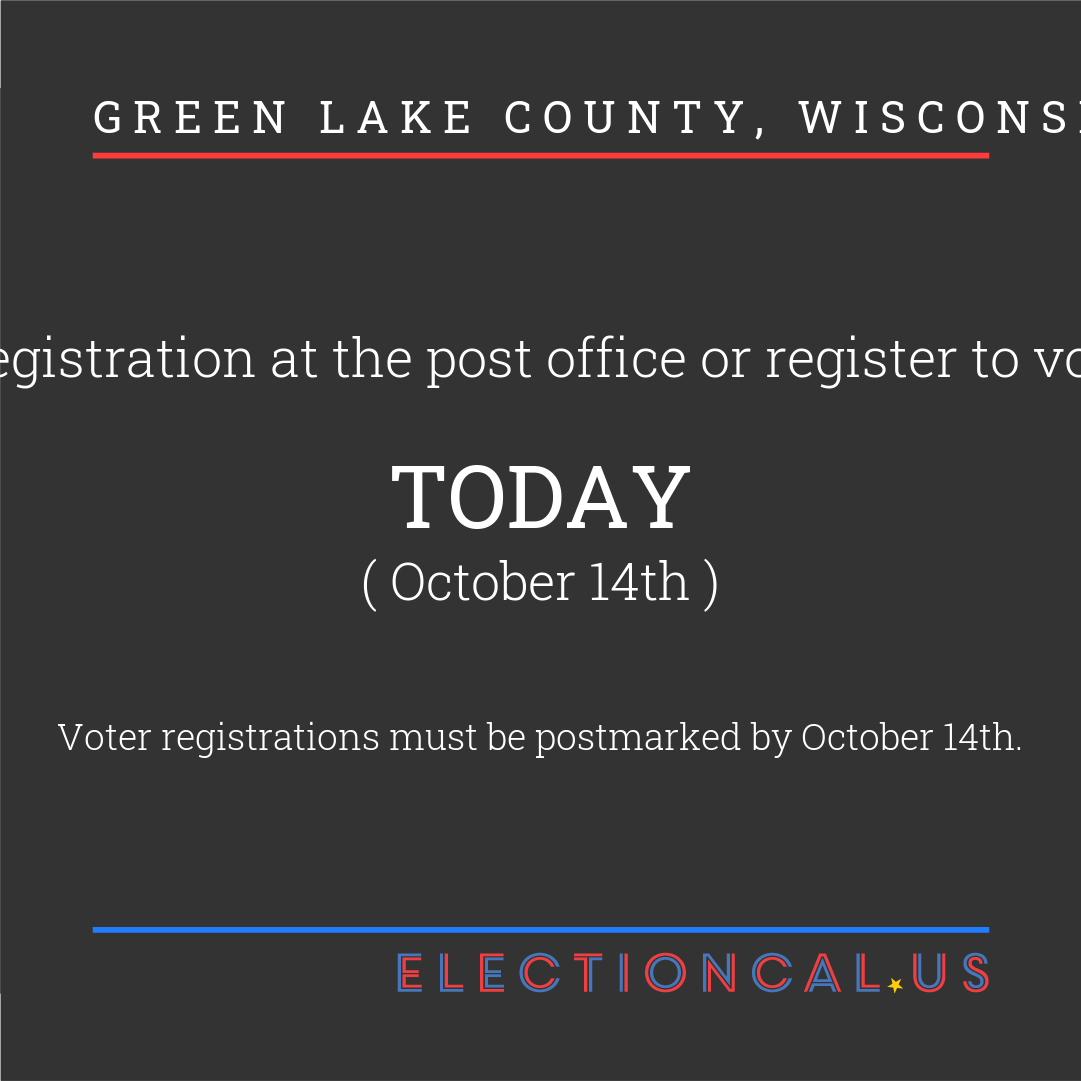 GREEN LAKE COUNTY, WISCONS
egistration at the post office or register to vo
TODAY
( October 14th )
Voter registrations must be postmarked by October 14th.
ELECTIONCAL.US